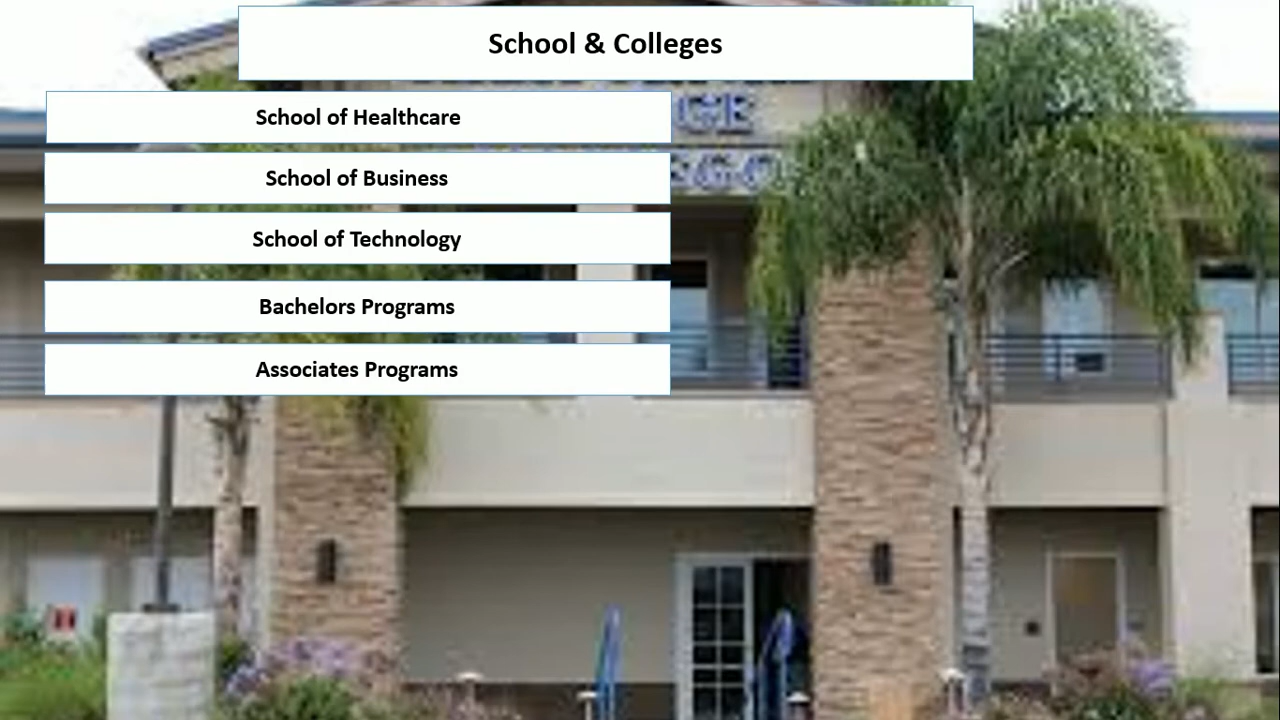 School & Colleges
School of Healthcare
School of Business
School of Technology
Bachelors Programs
Associates Programs